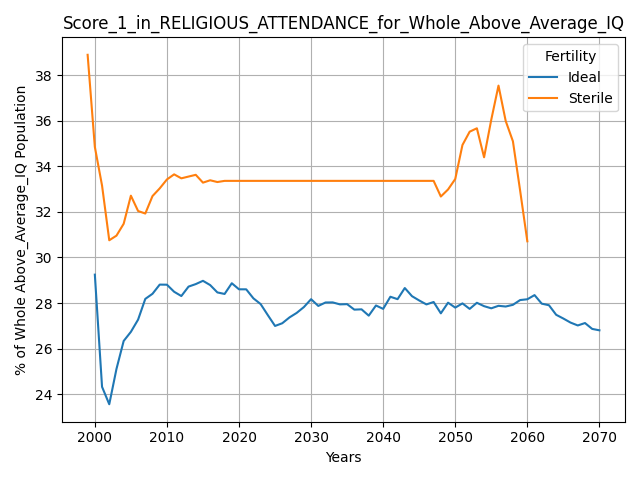 Score_1_in_RELIGIOUS_ATTENDANCE_for_Whole_Above_Average_IQ
% of Whole Above_Average_IQ Population
38
36
34
32
30
28
26
24
Fertility
Ideal
Sterile
2000 2010 2020 2030 2040 2050 2060 2070
Years